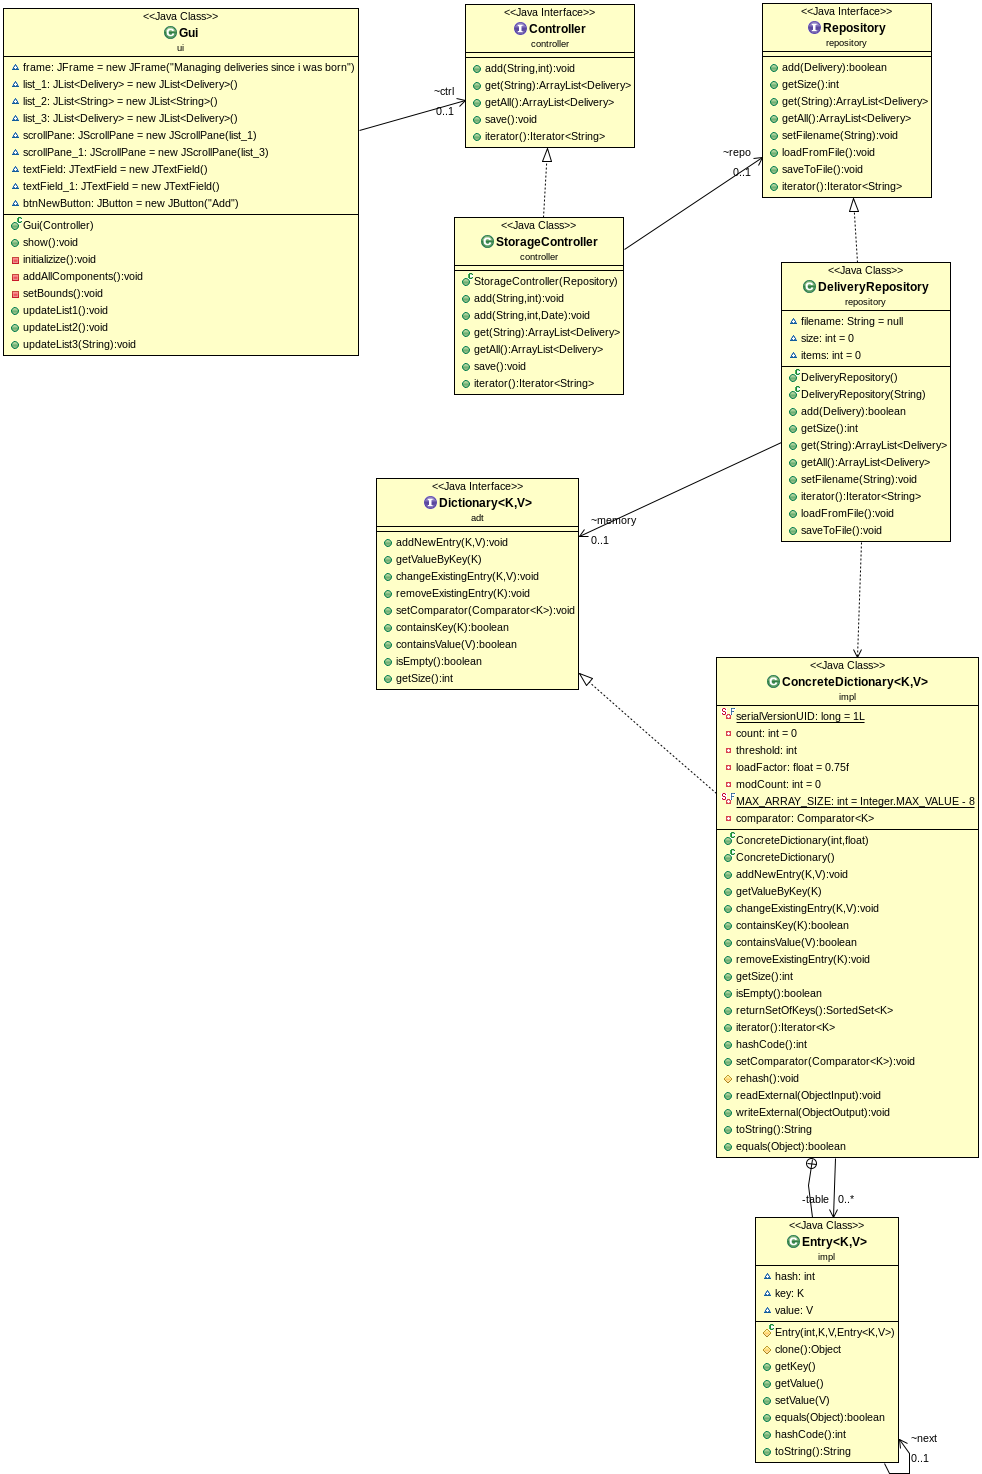 <<Java Class>>
Gui
ui
frame: JFrame = new JFrame("Managing deliveries since i was born")
list_1: JList<Delivery> = new JList<Delivery>()
list_2: JList<String> = new JList<String>()
list_3: JList<Delivery> = new JList<Delivery>()
scrollPane: JScrollPane = new JScrollPane(list_1)
scrollPane_1: JScrollPane = new JScrollPane(list_3)
textField: JTextField = new JTextField()
textField_1: JTextField = new JTextField()
btnNewButton: JButton = new JButton("Add")
Gui(Controller)
show():void
initializize():void
addAllComponents():void
setBounds():void
updateList1():void
updateList2():void
updateList3(String):void
~ctrl
0..1
<<Java Interface>>
Controller
controller
add(String,int):void
get(String):ArrayList<Delivery>
getAll():ArrayList<Delivery>
save():void
iterator():Iterator<String>
<<Java Interface>>
Repository
repository
add(Delivery):boolean
getSize():int
get(String):ArrayList<Delivery>
getAll():ArrayList<Delivery>
setFilename(String):void
loadFromFile():void
saveToFile():void
iterator():Iterator<String>
~repo
0..1
<<Java Class>>
StorageController
controller
StorageController(Repository)
add(String,int):void
add(String,int,Date):void
get(String):ArrayList<Delivery>
getAll():ArrayList<Delivery>
save():void
iterator():Iterator<String>
<<Java Class>>
DeliveryRepository
repository
filename: String = null
size: int = 0
items: int = 0
DeliveryRepository()
DeliveryRepository(String)
add(Delivery):boolean
getSize():int
get(String):ArrayList<Delivery>
getAll():ArrayList<Delivery>
setFilename(String):void
iterator():Iterator<String>
loadFromFile():void
saveToFile():void
~memory
0..1
<<Java Interface>>
Dictionary<K,V>
adt
addNewEntry(K,V):void
getValueByKey(K)
changeExistingEntry(K,V):void
removeExistingEntry(K):void
setComparator(Comparator<K>):void
containsKey(K):boolean
containsValue(V):boolean
isEmpty():boolean
getSize():int
<<Java Class>>
ConcreteDictionary<K,V>
impl
serialVersionUID: long = 1L
count: int = 0
threshold: int
loadFactor: float = 0.75f
modCount: int = 0
MAX_ARRAY_SIZE: int = Integer.MAX_VALUE - 8
comparator: Comparator<K>
ConcreteDictionary(int,float)
ConcreteDictionary()
addNewEntry(K,V):void
getValueByKey(K)
changeExistingEntry(K,V):void
containsKey(K):boolean
containsValue(V):boolean
removeExistingEntry(K):void
getSize():int
isEmpty():boolean
returnSetOfKeys():SortedSet<K>
iterator():Iterator<K>
hashCode():int
setComparator(Comparator<K>):void
rehash():void
readExternal(ObjectInput):void
writeExternal(ObjectOutput):void
toString():String
equals(Object):boolean
-table 0..*
<<Java Class>>
Entry<K,V>
impl
hash: int
key: K
value: V
Entry(int,K,V,Entry<K,V>)
clone():Object
getKey()
getValue()
setValue(V)
equals(Object):boolean
hashCode():int
toString():String
~next
0..1